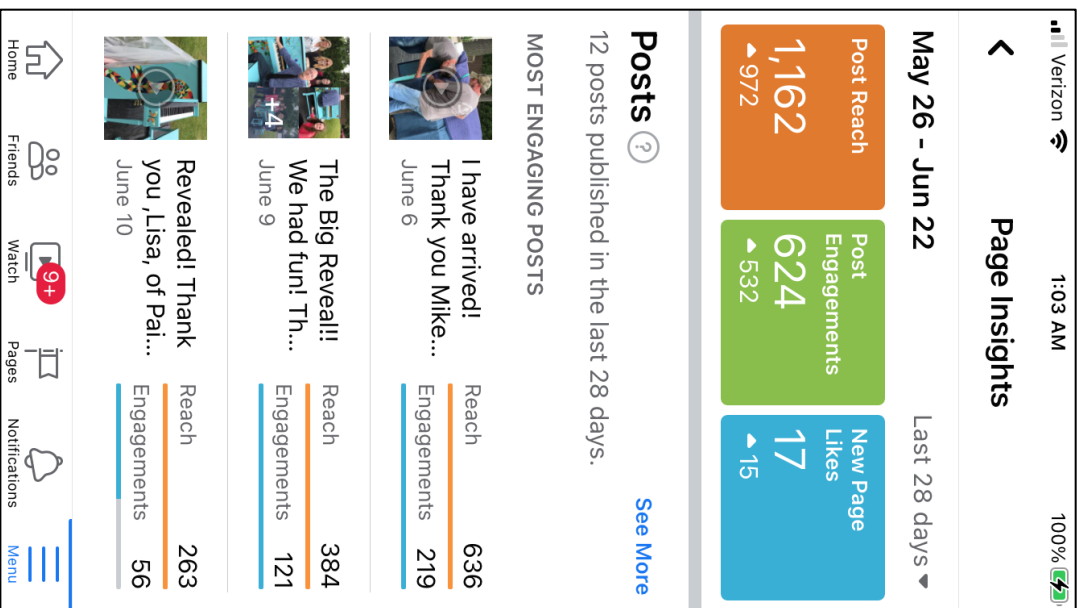 Verizon 1:03 AM 100%
Page Insights
May 26 - Jun 22 Last 28 days
Post Reach
1,162
972
Post
Engagements
624
532
New Page
Likes
17
15
Posts ? See More
12 posts published in the last 28 days.
MOST ENGAGING POSTS
I have arrived!
Thank you Mike...
June 6
Reach 636
Engagements 219
+4
The Big Reveal!!!
We had fun! Th...
June 9
Reach 384
Engagements 121
Revealed! Thank
you ,Lisa, of Pai...
June 10
Reach 263
Engagements 56
9+
Home Friends Watch Pages Notifications Menu